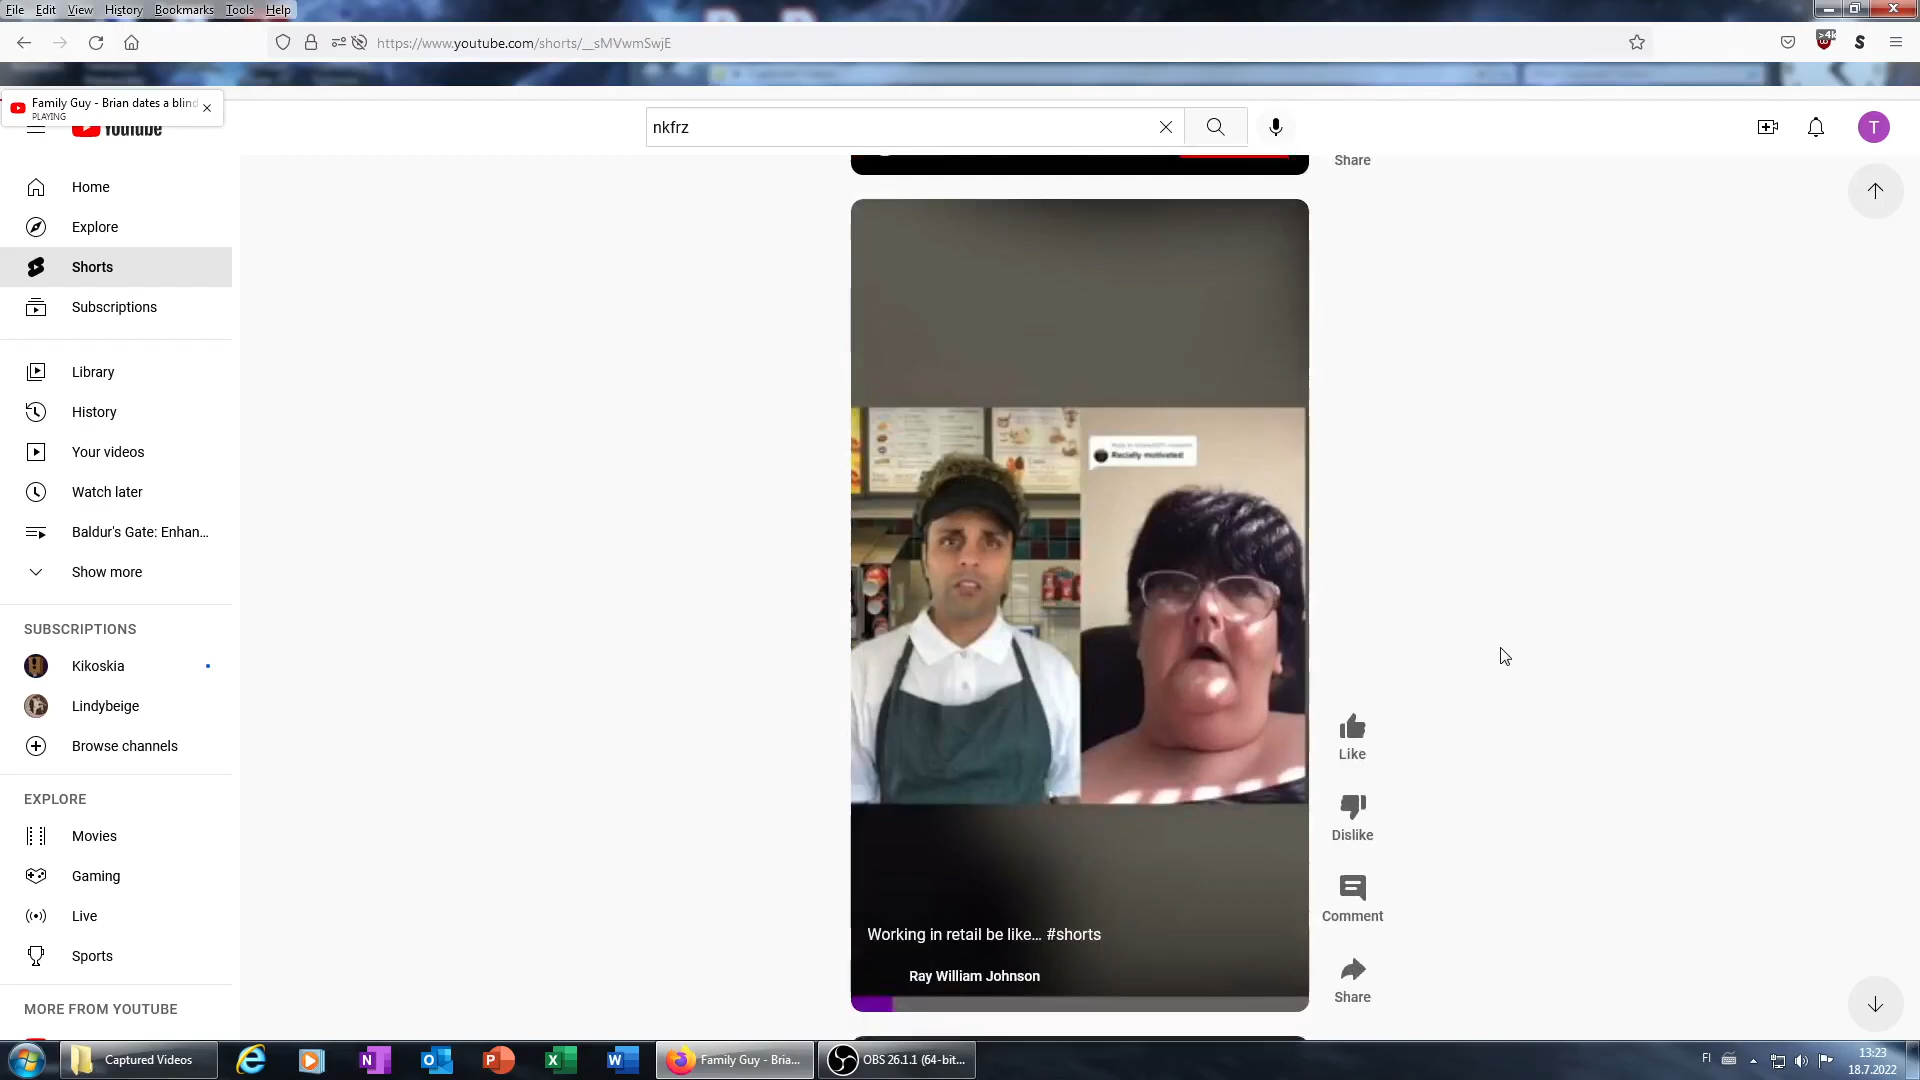 File Edit View History Bookmarks Tools Help
https://www.youtube.com/shorts/__sMVwmSwjE
>4k
Family Guy - Brian dates a blind
PLAYING
YouTube
nkfrz
T
Share
Home
Explore
Shorts
Subscriptions
Library
History
Your videos
Watch later
Baldur's Gate: Enhan...
Show more
SUBSCRIPTIONS
Kikoskia
Lindybeige
Browse channels
EXPLORE
Movies
Gaming
Live
Sports
MORE FROM YOUTUBE
Racially motivated
Working in retail be like... #shorts
Ray William Johnson
Like
Dislike
Comment
Share
Captured Videos
Family Guy - Bria...
OBS 26.1.1 (64-bit...
FI
13:23
18.7.2022